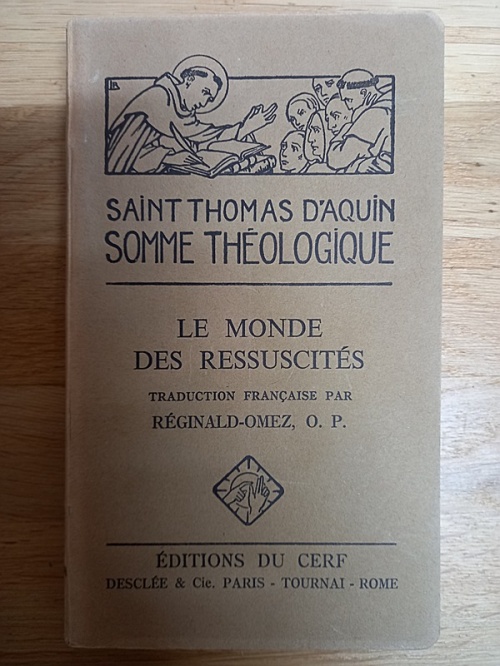 SAINT THOMAS D'AQUIN
SOMME THÉOLOGIQUE
LE MONDE
DES RESSUSCITÉS
TRADUCTION FRANÇAISE PAR
RÉGINALD-OMEZ, O. P.
ÉDITIONS DU CERF
DESCLÉE & Cie. PARIS - TOURNAI - ROME